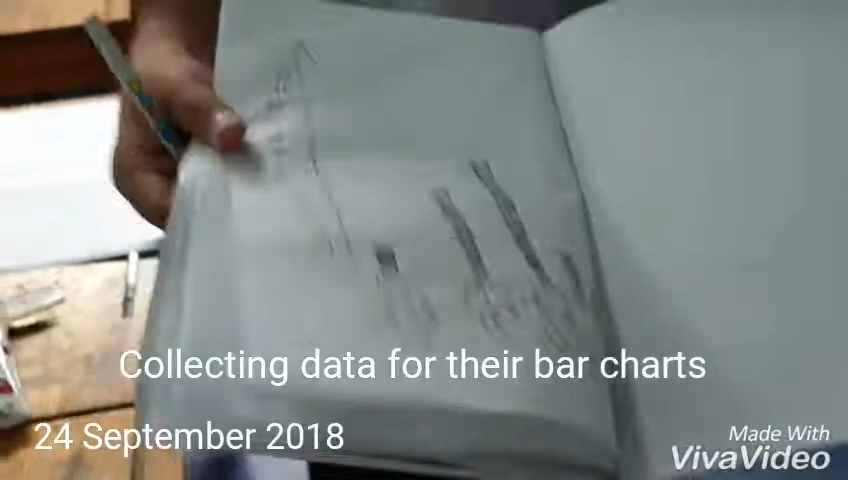 Collecting data for their bar charts
24 September 2018
Made With
VivaVideo